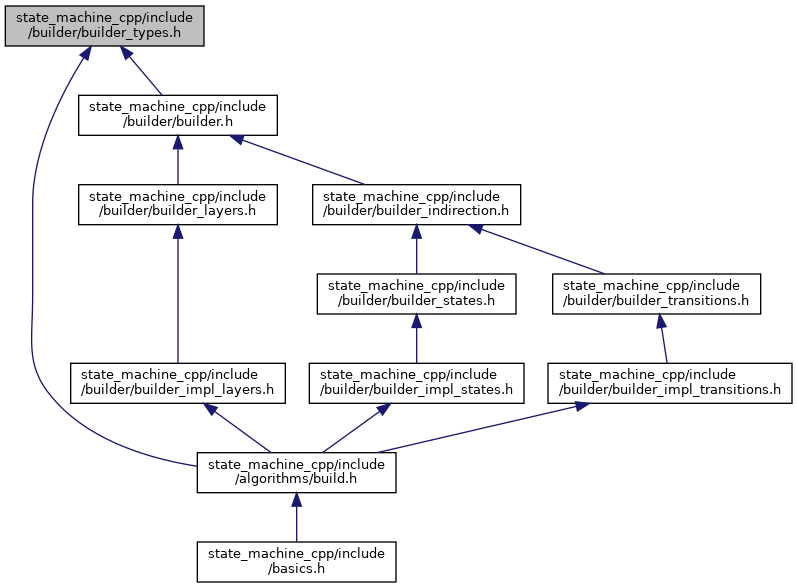 state_machine_cpp/include
/builder/builder_types.h
state_machine_cpp/include
/builder/builder.h
state_machine_cpp/include
/builder/builder_layers.h
state_machine_cpp/include
/builder/builder_indirection.h
state_machine_cpp/include
/builder/builder_states.h
state_machine_cpp/include
/builder/builder_transitions.h
state_machine_cpp/include
/builder/builder_impl_layers.h
state_machine_cpp/include
/builder/builder_impl_states.h
state_machine_cpp/include
/builder/builder_impl_transitions.h
state_machine_cpp/include
/algorithms/build.h
state_machine_cpp/include
/basics.h